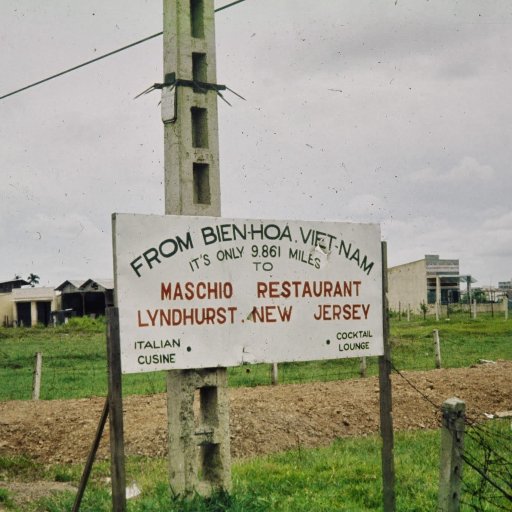 FROM BIEN-HOA, VIET-NAM
IT'S ONLY 9.861 MILES
TO
MASCHIO RESTAURANT
LYNDHURST. NEW JERSEY
ITALIAN
CUSINE
COCKTAIL
LOUNGE